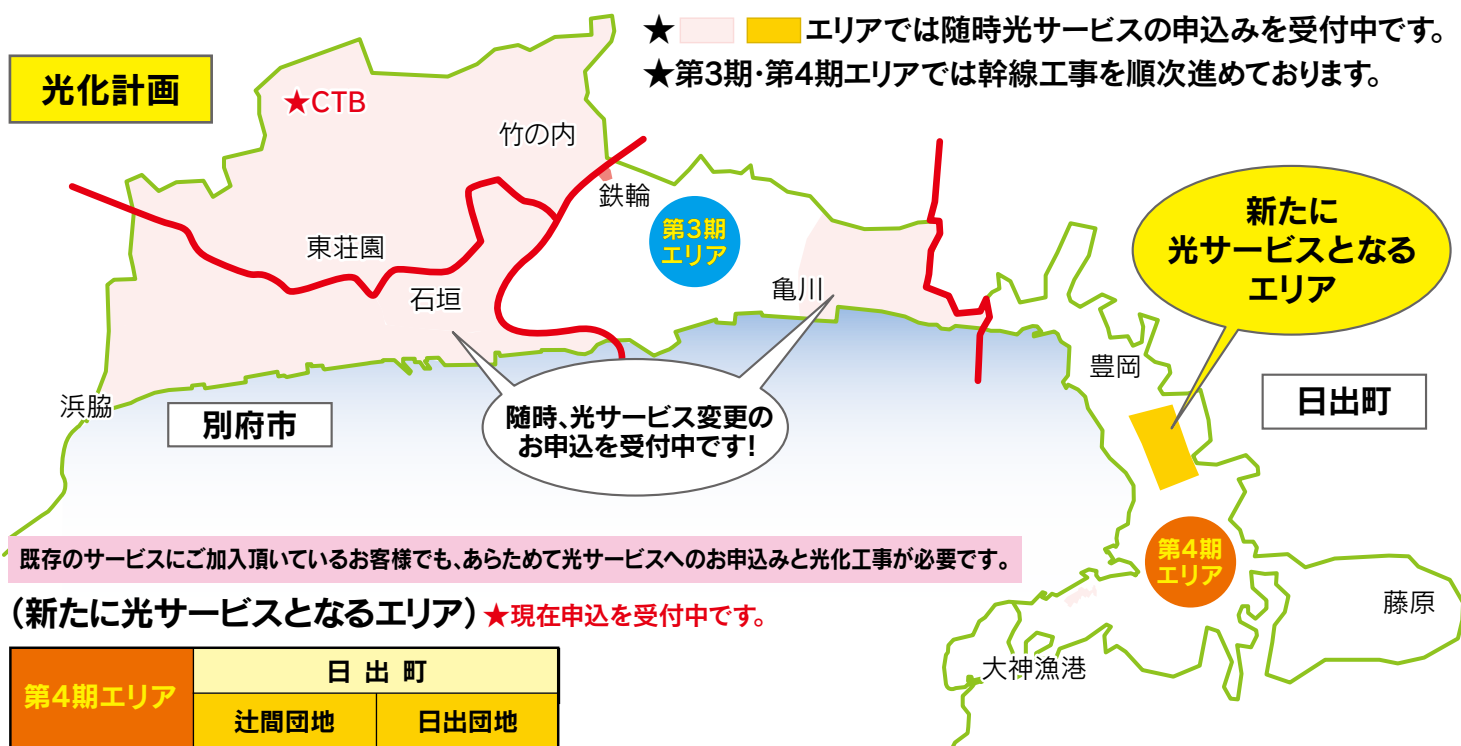 ★ エリアでは随時光サービスの申込みを受付中です。
★第3期・第4期エリアでは幹線工事を順次進めております。
光化計画
★CTB
竹の内
鉄輪
第3期
エリア
東荘園
石垣
亀川
新たに
光サービスとなる
エリア
豊岡
浜脇
別府市
随時、光サービス変更の
お申込を受付中です!
日出町
既存のサービスにご加入頂いているお客様でも、あらためて光サービスへのお申込みと光化工事が必要です。
第4期
エリア
藤原
大神漁港
(新たに光サービスとなるエリア)★現在申込を受付中です。
第4期エリア
日出町
辻間団地 日出団地